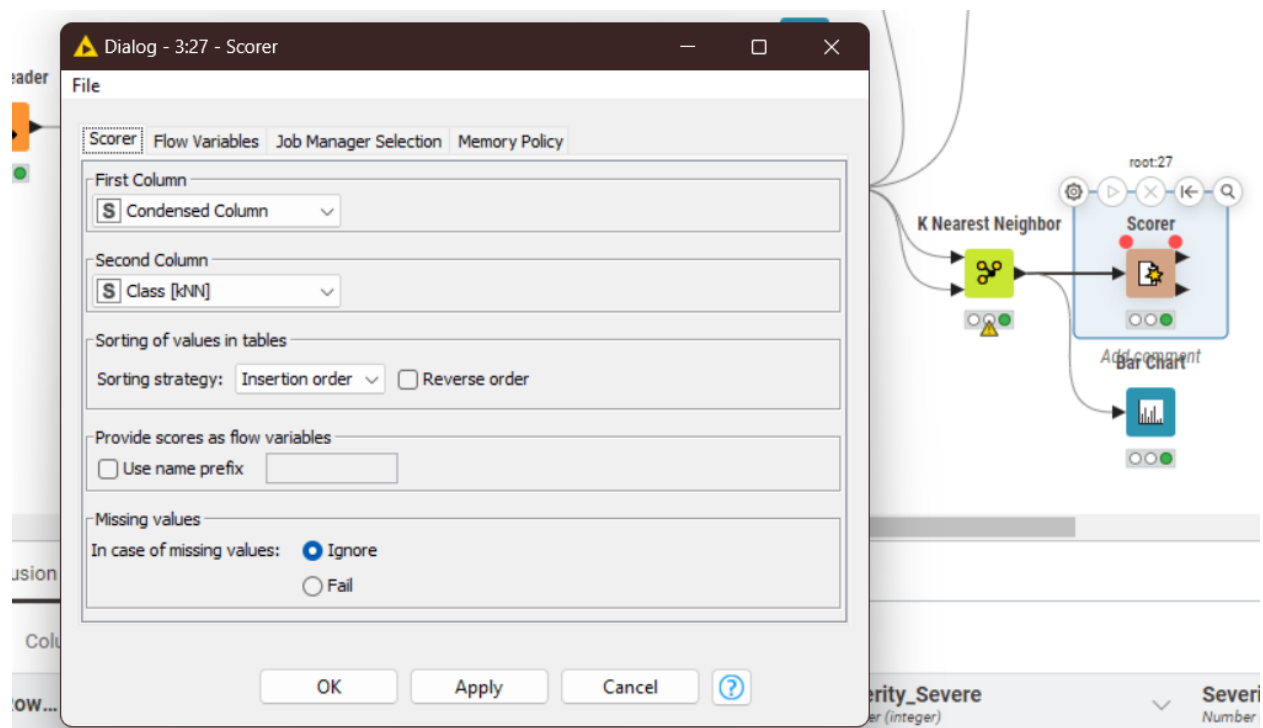 Dialog - 3:27 - Scorer
File
eader
Scorer Flow Variables Job Manager Selection Memory Policy
First Column
S Condensed Column
Second Column
S Class [kNN]
Sorting of values in tables
Sorting strategy: Insertion order Reverse order
Provide scores as flow variables
Use name prefix
Missing values
In case of missing values: Ignore
Fail
OK Apply Cancel ?
root:27
K Nearest Neighbor Scorer
Add comment
Bar Chart
usion
Colu
ow...
erity_Severe
er (integer)
Severi
Number